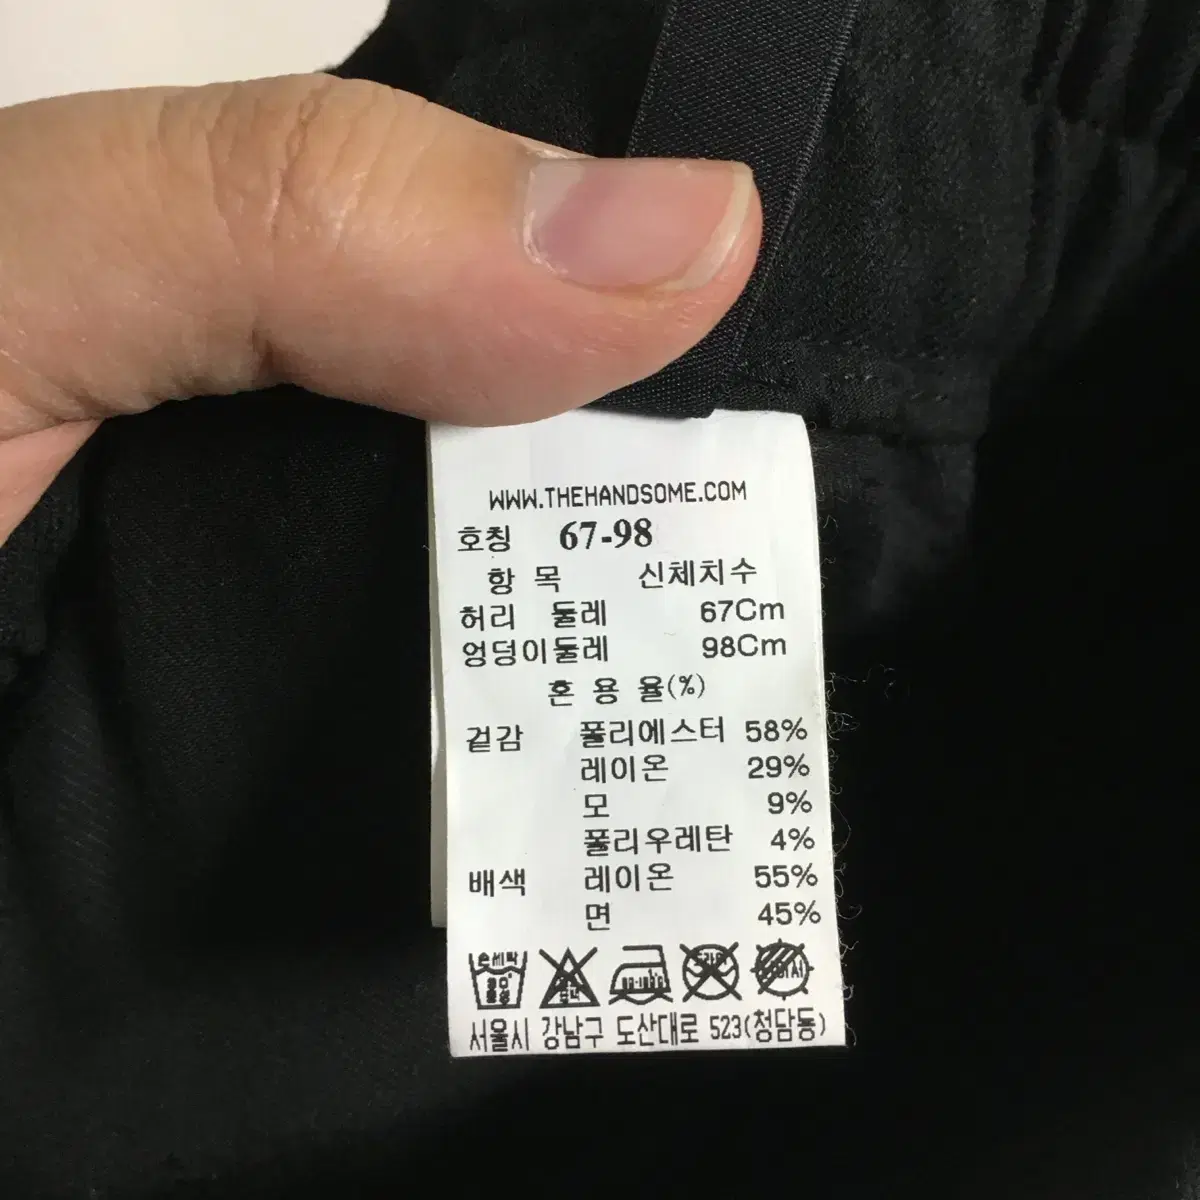 WWW.THEHANDSOME.COM
호칭 67-98
항 목 신체치수
허리 둘레 67Cm
엉덩이둘레 98Cm
혼 용 율(%)
겉감 폴리에스터 58%
레이온 29%
모 9%
폴리우레탄 4%
배색 레이온 55%
면 45%
손세탁
서울시 강남구 도산대로 523(청담동)